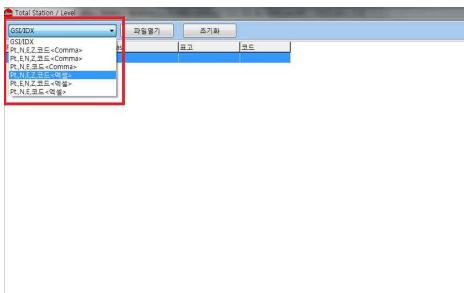 Total Station / Level
GSI/IDX
파일열기
초기화
표고
코드
GSI/IDX
Pt.,N,E,Z,코드<Comma>
Pt.,E,N,Z,코드<Comma>
Pt.,N,E,코드<Comma>
Pt.,N,E,Z,코드<엑셀>
Pt.,E,N,Z,코드<엑셀>
Pt.,N,E,코드<엑셀>